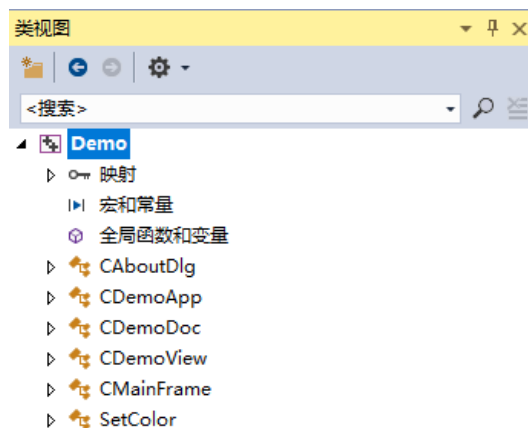 类视图
<搜索>
Demo
映射
宏和常量
全局函数和变量
CAboutDlg
CDemoApp
CDemoDoc
CDemoView
CMainFrame
SetColor